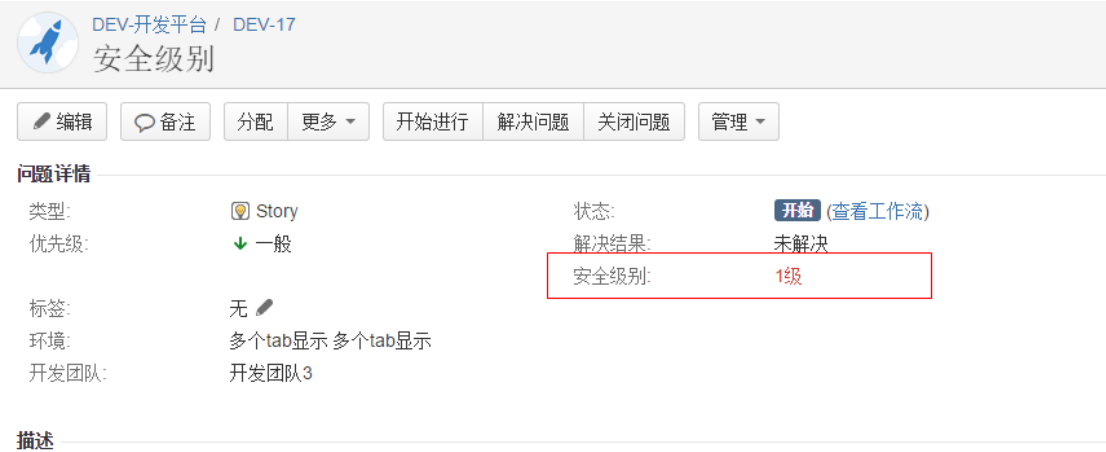 DEV-开发平台 / DEV-17
安全级别
编辑 备注 分配 更多 开始进行 解决问题 关闭问题 管理
问题详情
类型: Story 状态: 开始 (查看工作流)
优先级: 一般 解决结果: 未解决
安全级别: 1级
标签: 无
环境: 多个tab显示 多个tab显示
开发团队: 开发团队3
描述